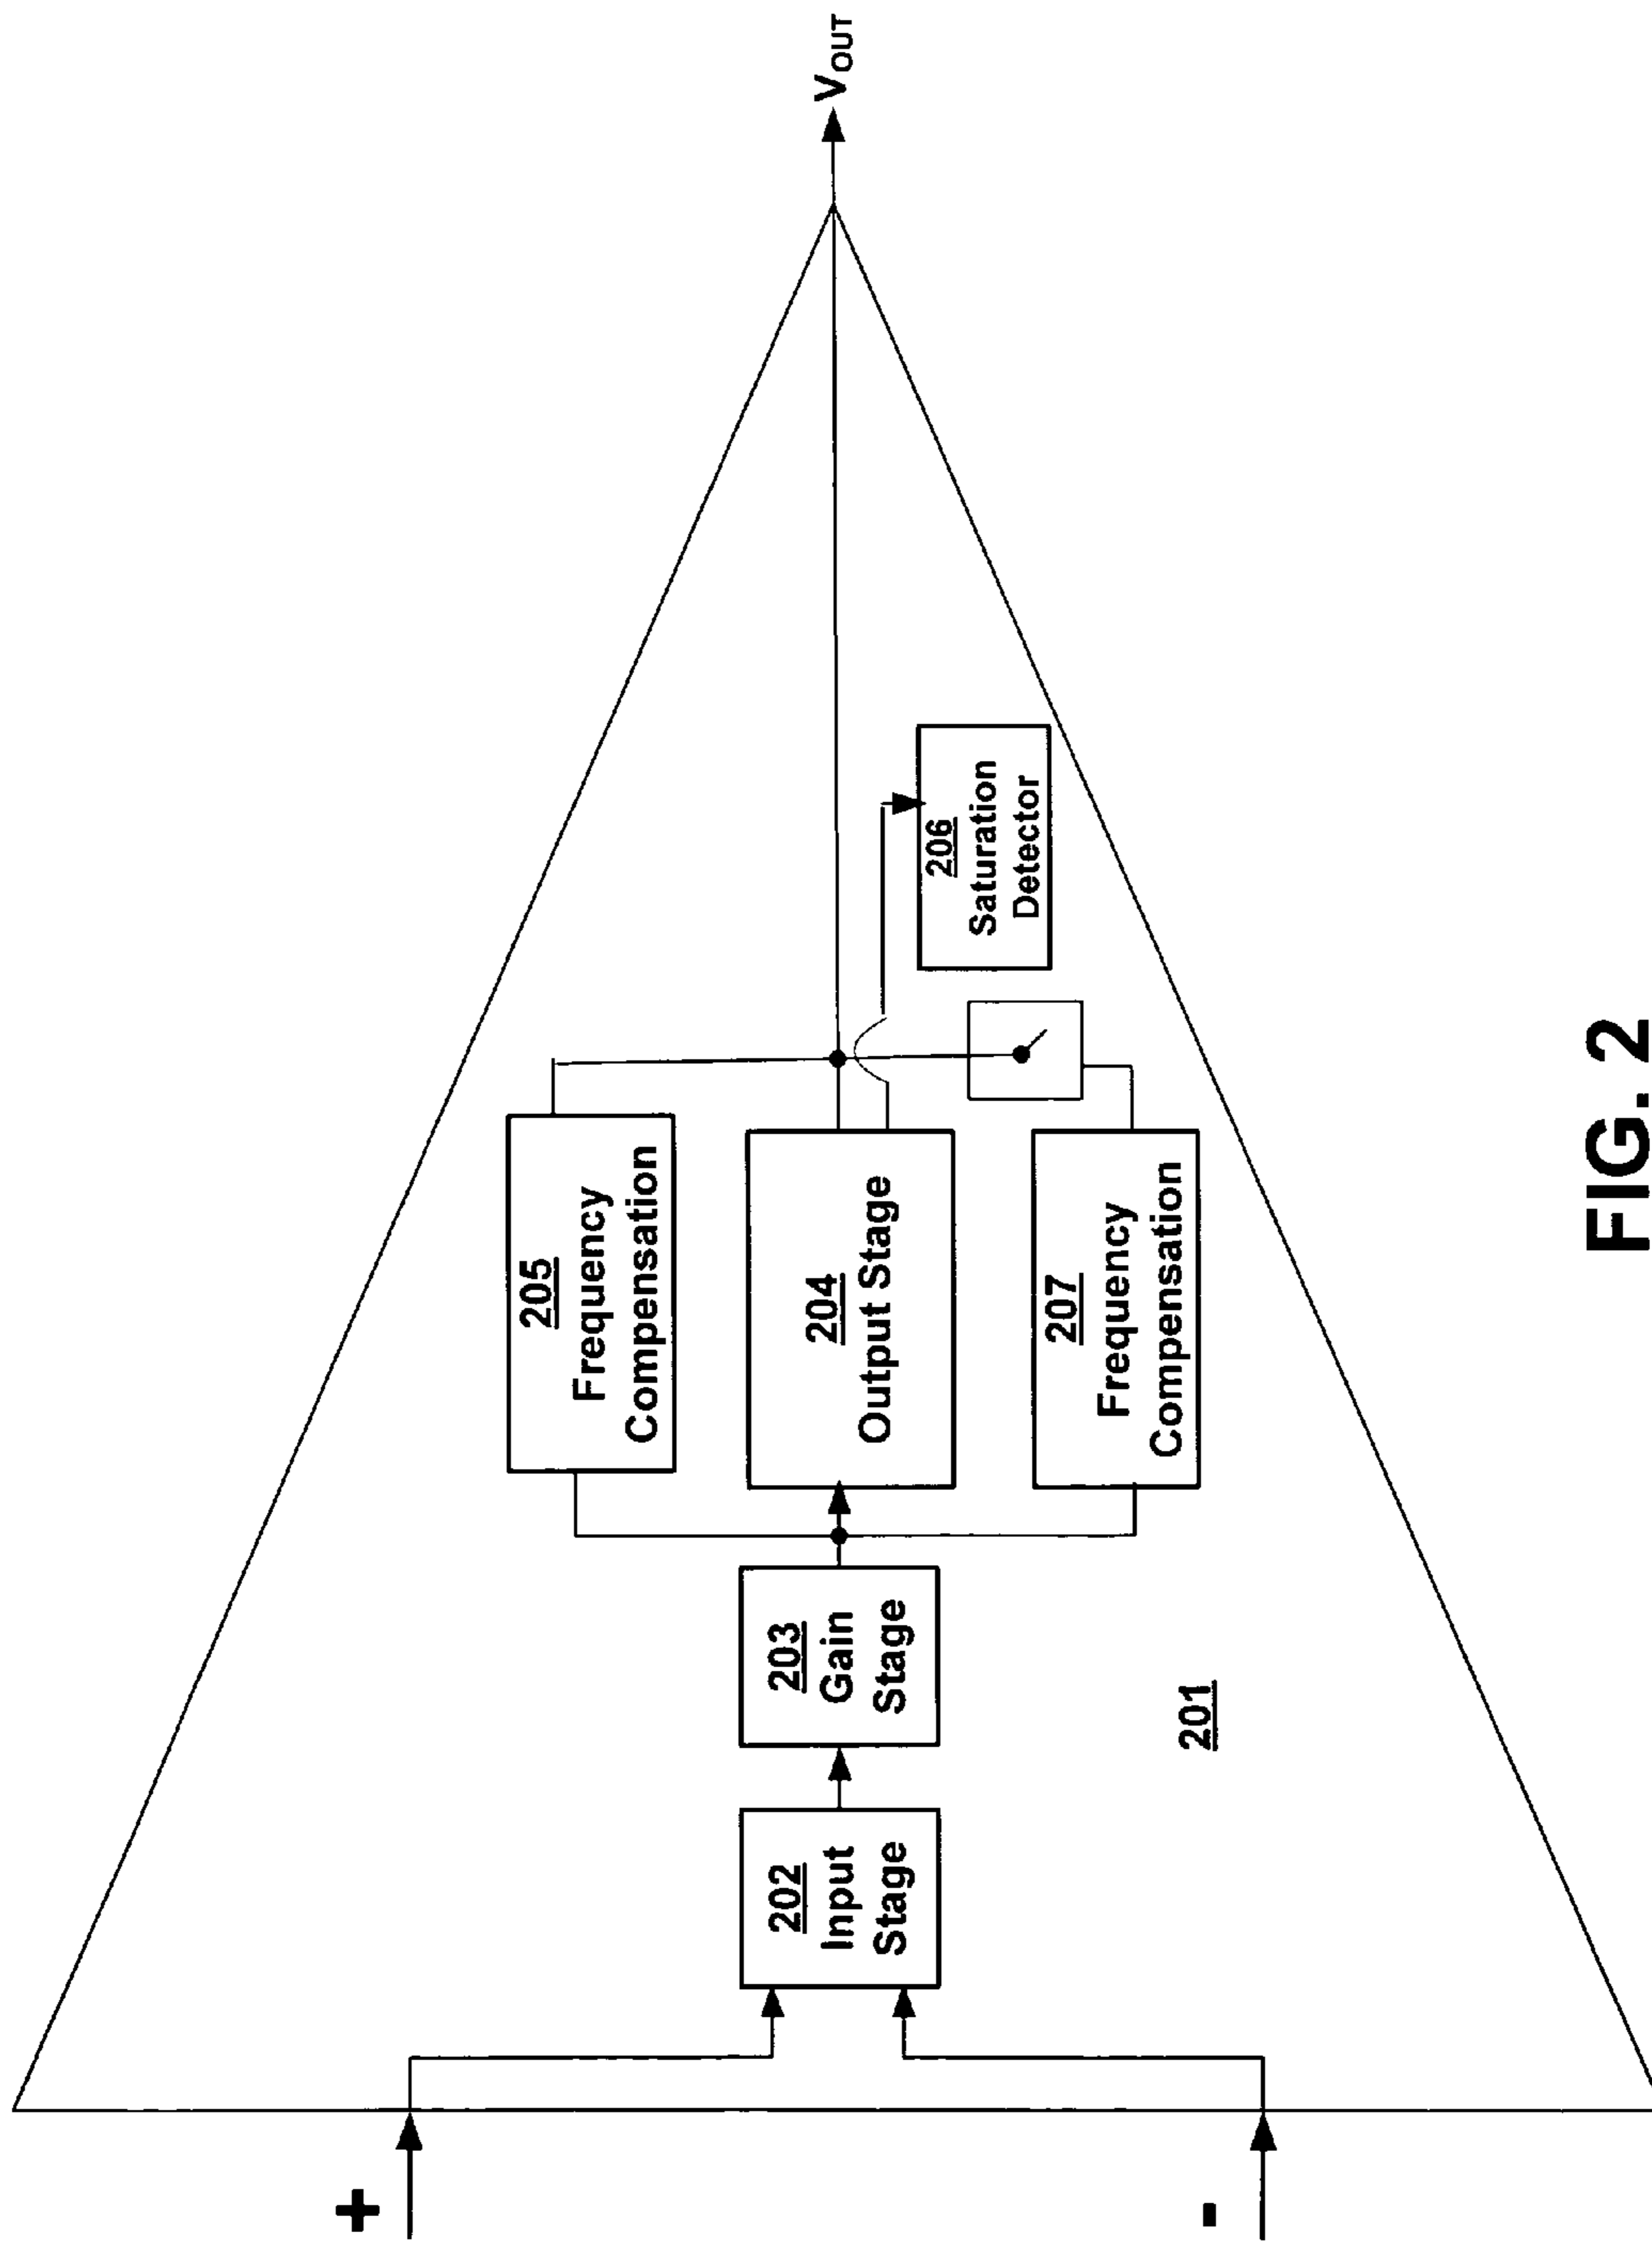 V OUT
205
Frequency
Compensation
206
Saturation
Detector
204
Output Stage
207
Frequency
Compensation
203
Gain
Stage
202
Input
Stage
201
+
-
FIG. 2